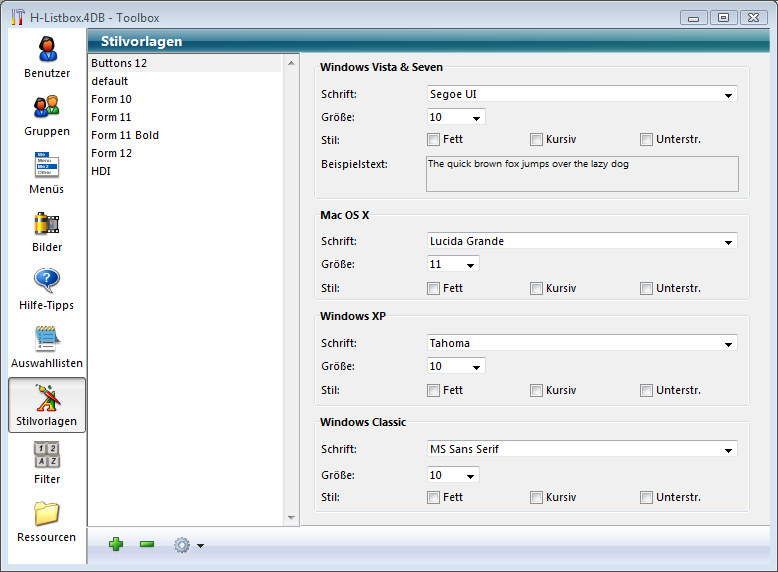 H-Listbox.4DB - Toolbox
Benutzer
Gruppen
Menüs
Bilder
Hilfe-Tipps
Auswahllisten
Stilvorlagen
Filter
Ressourcen
Stilvorlagen
Buttons 12
default
Form 10
Form 11
Form 11 Bold
Form 12
HDI
Windows Vista & Seven
Schrift: Segoe UI
Größe: 10
Stil: Fett Kursiv Unterstr.
Beispielstext: The quick brown fox jumps over the lazy dog
Mac OS X
Schrift: Lucida Grande
Größe: 11
Stil: Fett Kursiv Unterstr.
Windows XP
Schrift: Tahoma
Größe: 10
Stil: Fett Kursiv Unterstr.
Windows Classic
Schrift: MS Sans Serif
Größe: 10
Stil: Fett Kursiv Unterstr.